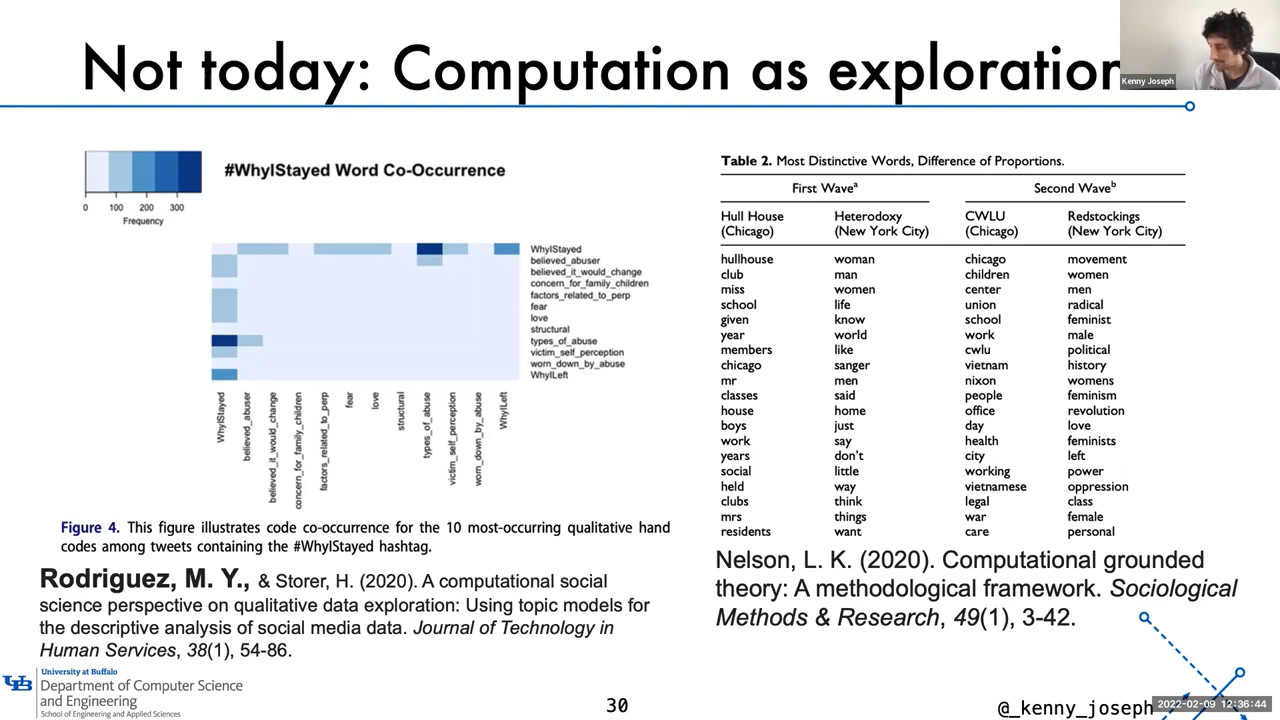 Not today: Computation as exploration
Kenny Joseph
#WhyIStayed Word Co-Occurrence
0 100 200 300
Frequency
WhyIStayed
believed_abuser
believed_it_would_change
concern_for_family_children
factors_related_to_perp
fear
love
structural
types_of_abuse
victim_self_perception
worn_down_by_abuse
WhyILeft
WhyIStayed
believed_abuser
believed_it_would_change
concern_for_family_children
factors_related_to_perp
fear
love
structural
types_of_abuse
victim_self_perception
worn_down_by_abuse
WhyILeft
Figure 4. This figure illustrates code co-occurrence for the 10 most-occurring qualitative hand
codes among tweets containing the #WhyIStayed hashtag.
Rodriguez, M. Y., & Storer, H. (2020). A computational social
science perspective on qualitative data exploration: Using topic models for
the descriptive analysis of social media data. Journal of Technology in
Human Services, 38(1), 54-86.
Table 2. Most Distinctive Words, Difference of Proportions.
First Waveᵃ Second Waveᵇ
Hull House Heterodoxy CWLU Redstockings
(Chicago) (New York City) (Chicago) (New York City)
hullhouse woman chicago movement
club man children women
miss women center men
school life union radical
given know school feminist
year world work male
members like cwlu political
chicago sanger vietnam history
mr men nixon womens
classes said people feminism
house home office revolution
boys just day love
work say health feminists
years don't city left
social little working power
held way vietnamese oppression
clubs think legal class
mrs things war female
residents want care personal
Nelson, L. K. (2020). Computational grounded
theory: A methodological framework. Sociological
Methods & Research, 49(1), 3-42.
UB
University at Buffalo
Department of Computer Science
and Engineering
School of Engineering and Applied Sciences
30
@_kenny_joseph
2022-02-09 12:36:44